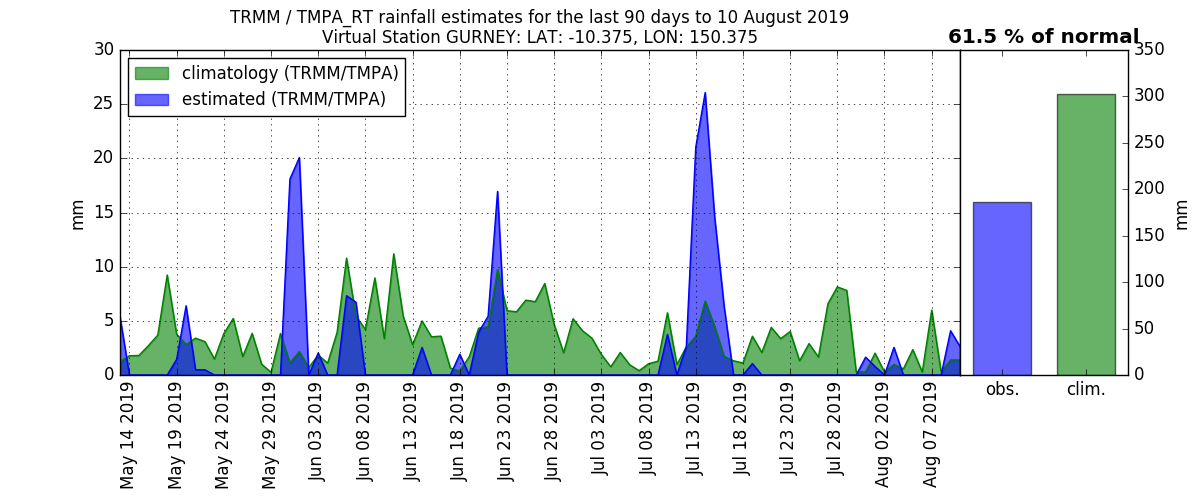 TRMM / TMPA_RT rainfall estimates for the last 90 days to 10 August 2019
Virtual Station GURNEY: LAT: -10.375, LON: 150.375
61.5 % of normal
climatology (TRMM/TMPA)
estimated (TRMM/TMPA)
mm
30
25
20
15
10
5
0
May 14 2019
May 19 2019
May 24 2019
May 29 2019
Jun 03 2019
Jun 08 2019
Jun 13 2019
Jun 18 2019
Jun 23 2019
Jun 28 2019
Jul 03 2019
Jul 08 2019
Jul 13 2019
Jul 18 2019
Jul 23 2019
Jul 28 2019
Aug 02 2019
Aug 07 2019
obs.
clim.
350
300
250
200
150
100
50
0
mm